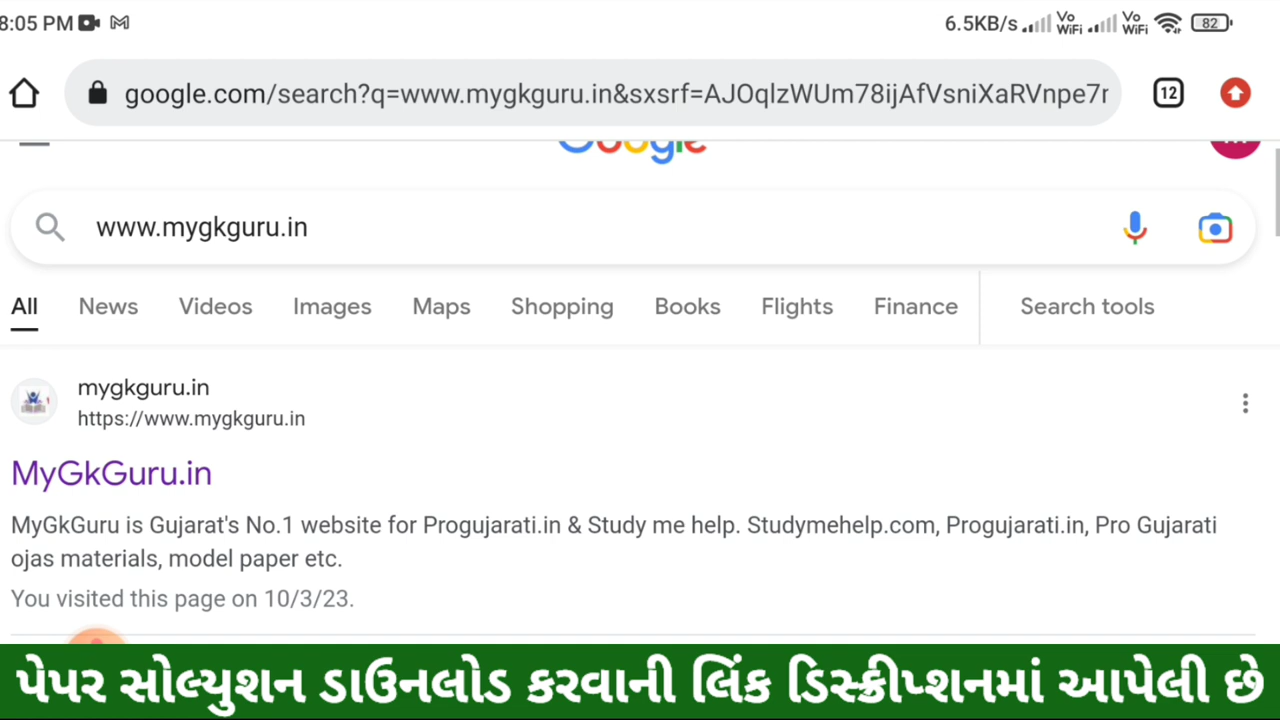 8:05 PM
6.5KB/s Vo WiFi Vo WiFi 82
google.com/search?q=www.mygkguru.in&sxsrf=AJOqlzWUm78ijAfVsniXaRVnpe7r
12
Google
www.mygkguru.in
All News Videos Images Maps Shopping Books Flights Finance Search tools
mygkguru.in
https://www.mygkguru.in
MyGkGuru.in
MyGkGuru is Gujarat's No.1 website for Progujarati.in & Study me help. Studymehelp.com, Progujarati.in, Pro Gujarati
ojas materials, model paper etc.
You visited this page on 10/3/23.
પેપર સોલ્યુશન ડાઉનલોડ કરવાની લિંક ડિસ્ક્રીપ્શનમાં આપેલી છે